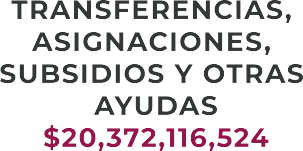 TRANSFERENCIAS,
ASIGNACIONES,
SUBSIDIOS Y OTRAS
AYUDAS
$20,372,116,524